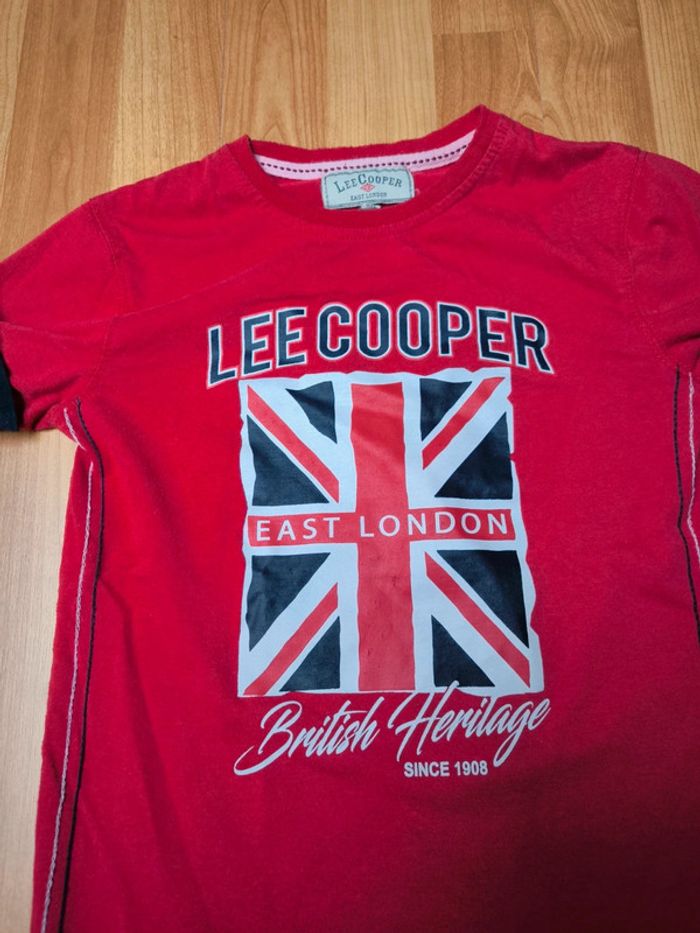 LEE COOPER
EAST LONDON
LEE COOPER
EAST LONDON
British Heritage
SINCE 1908